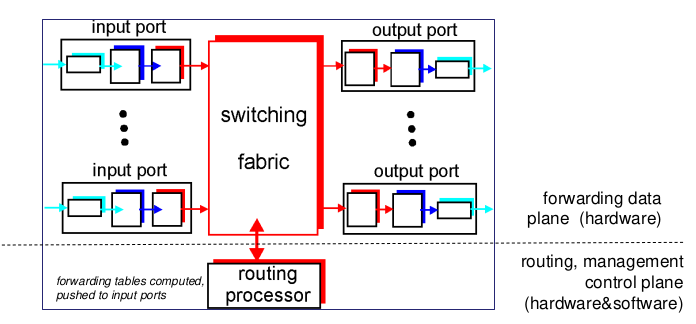 input port
output port
switching
fabric
input port
output port
forwarding data
plane (hardware)
routing, management
control plane
(hardware&software)
forwarding tables computed,
pushed to input ports
routing
processor